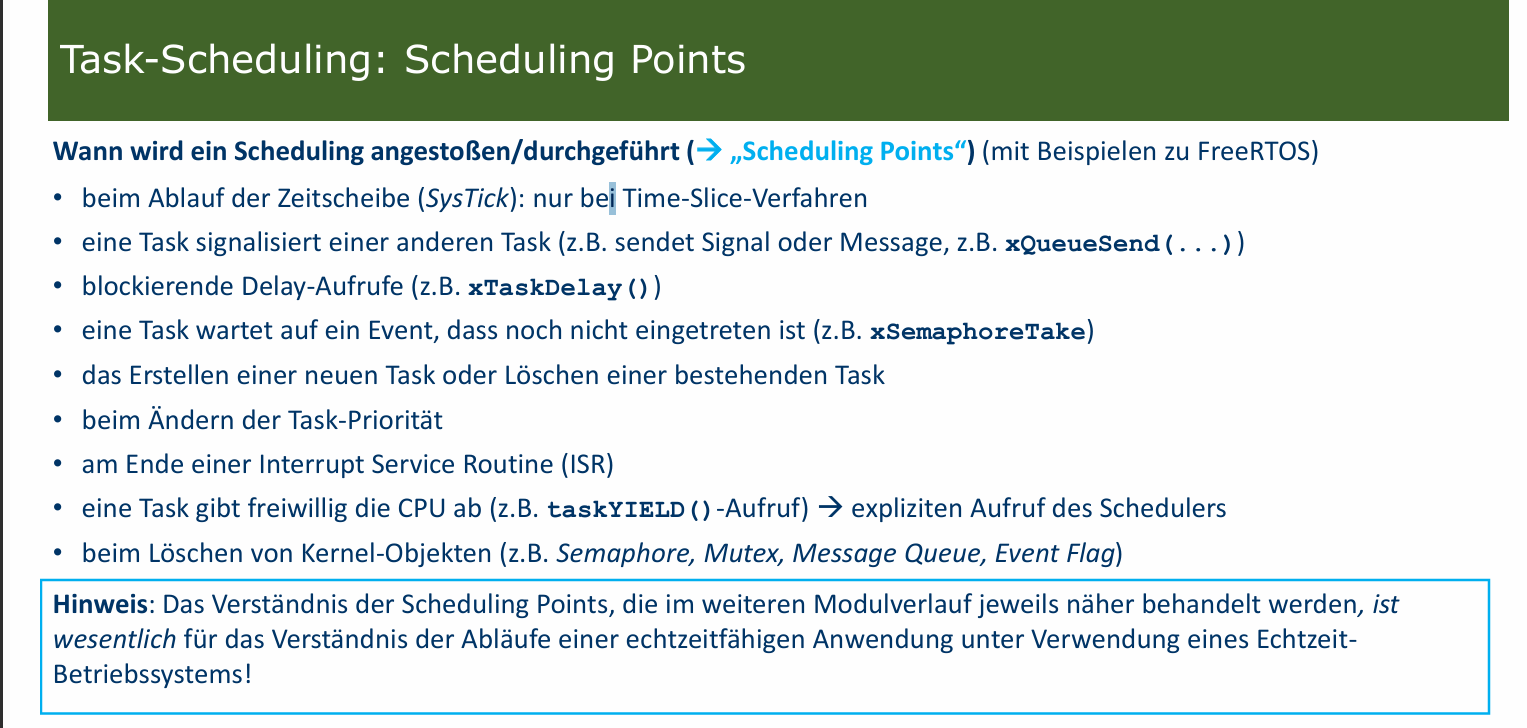 Task-Scheduling: Scheduling Points
Wann wird ein Scheduling angestoßen/durchgeführt (→ „Scheduling Points“) (mit Beispielen zu FreeRTOS)
• beim Ablauf der Zeitscheibe (SysTick): nur bei Time-Slice-Verfahren
• eine Task signalisiert einer anderen Task (z.B. sendet Signal oder Message, z.B. xQueueSend(...))
• blockierende Delay-Aufrufe (z.B. xTaskDelay())
• eine Task wartet auf ein Event, dass noch nicht eingetreten ist (z.B. xSemaphoreTake)
• das Erstellen einer neuen Task oder Löschen einer bestehenden Task
• beim Ändern der Task-Priorität
• am Ende einer Interrupt Service Routine (ISR)
• eine Task gibt freiwillig die CPU ab (z.B. taskYIELD()-Aufruf) → expliziten Aufruf des Schedulers
• beim Löschen von Kernel-Objekten (z.B. Semaphore, Mutex, Message Queue, Event Flag)
Hinweis: Das Verständnis der Scheduling Points, die im weiteren Modulverlauf jeweils näher behandelt werden, ist
wesentlich für das Verständnis der Abläufe einer echtzeitfähigen Anwendung unter Verwendung eines Echtzeit-
Betriebssystems!